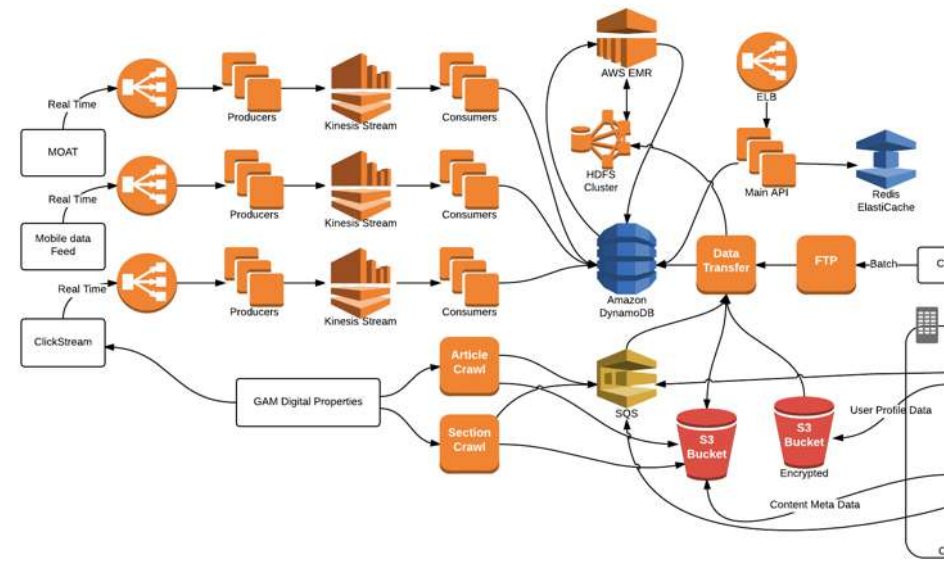 AWS EMR
ELB
Real Time
Producers
Kinesis Stream
Consumers
MOAT
HDFS
Cluster
Main API
Redis
ElastiCache
Real Time
Producers
Kinesis Stream
Consumers
Mobile data
Feed
Data
Transfer
FTP
Batch
C
Real Time
Producers
Kinesis Stream
Consumers
Amazon
DynamoDB
ClickStream
Article
Crawl
GAM Digital Properties
SQS
User Profile Data
Section
Crawl
S3
Bucket
S3
Bucket
Encrypted
Content Meta Data
C